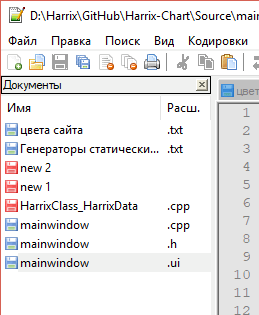 D:\Harrix\GitHub\Harrix-Chart\Source\mai
Файл Правка Поиск Вид Кодировки
Документы
Имя Расш.
цвета сайта .txt
Генераторы статически... .txt
new 2
new 1
HarrixClass_HarrixData .cpp
mainwindow .cpp
mainwindow .h
mainwindow .ui
цвет
1
2
3
4
5
6
7
8
9
10
11
12